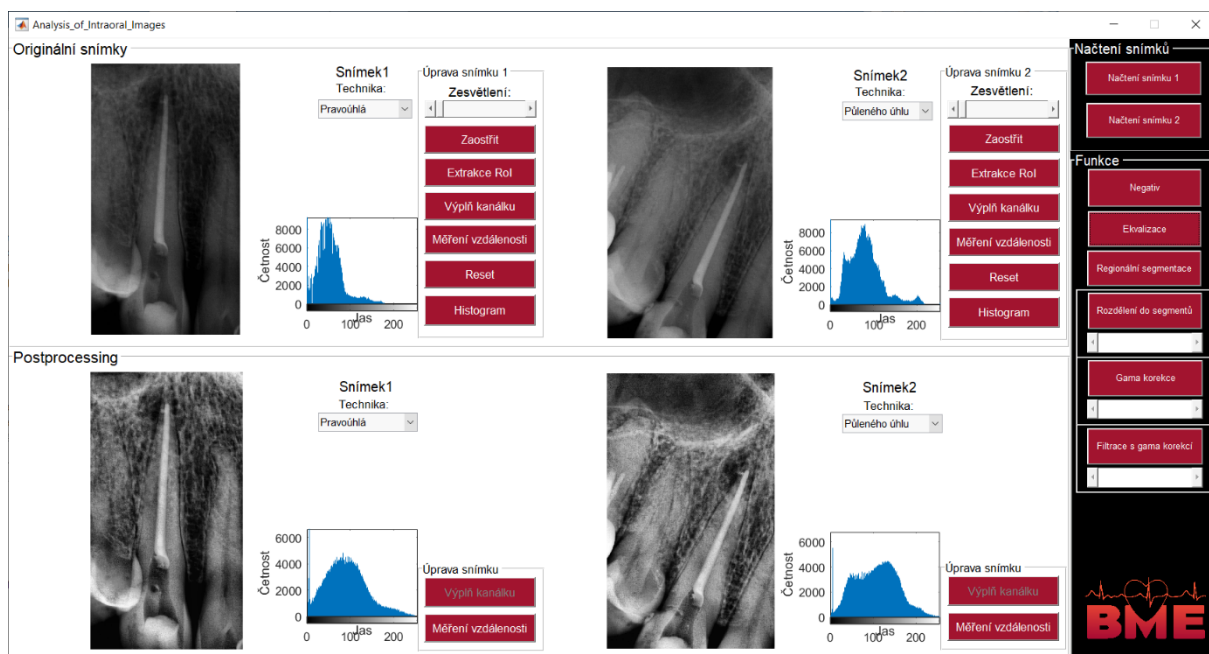 Analysis_of_Intraoral_Images
Originální snímky
Snímek1
Technika:
Pravoúhlá
Úprava snímku 1
Zesvětlení:
Zaostřit
Extrakce RoI
Výplň kanálku
Měření vzdálenosti
Reset
Histogram
Četnost
8000
6000
4000
2000
0
0 100 200
Jas
Snímek2
Technika:
Půleného úhlu
Úprava snímku 2
Zesvětlení:
Zaostřit
Extrakce RoI
Výplň kanálku
Měření vzdálenosti
Reset
Histogram
Četnost
8000
6000
4000
2000
0
0 100 200
Jas
Načtení snímků
Načtení snímku 1
Načtení snímku 2
Funkce
Negativ
Ekvalizace
Regionální segmentace
Rozdělení do segmentů
Gama korekce
Filtrace s gama korekcí
BME
Postprocessing
Snímek1
Technika:
Pravoúhlá
Četnost
6000
4000
2000
0
0 100 200
Jas
Úprava snímku
Výplň kanálku
Měření vzdálenosti
Snímek2
Technika:
Půleného úhlu
Četnost
6000
4000
2000
0
0 100 200
Jas
Úprava snímku
Výplň kanálku
Měření vzdálenosti